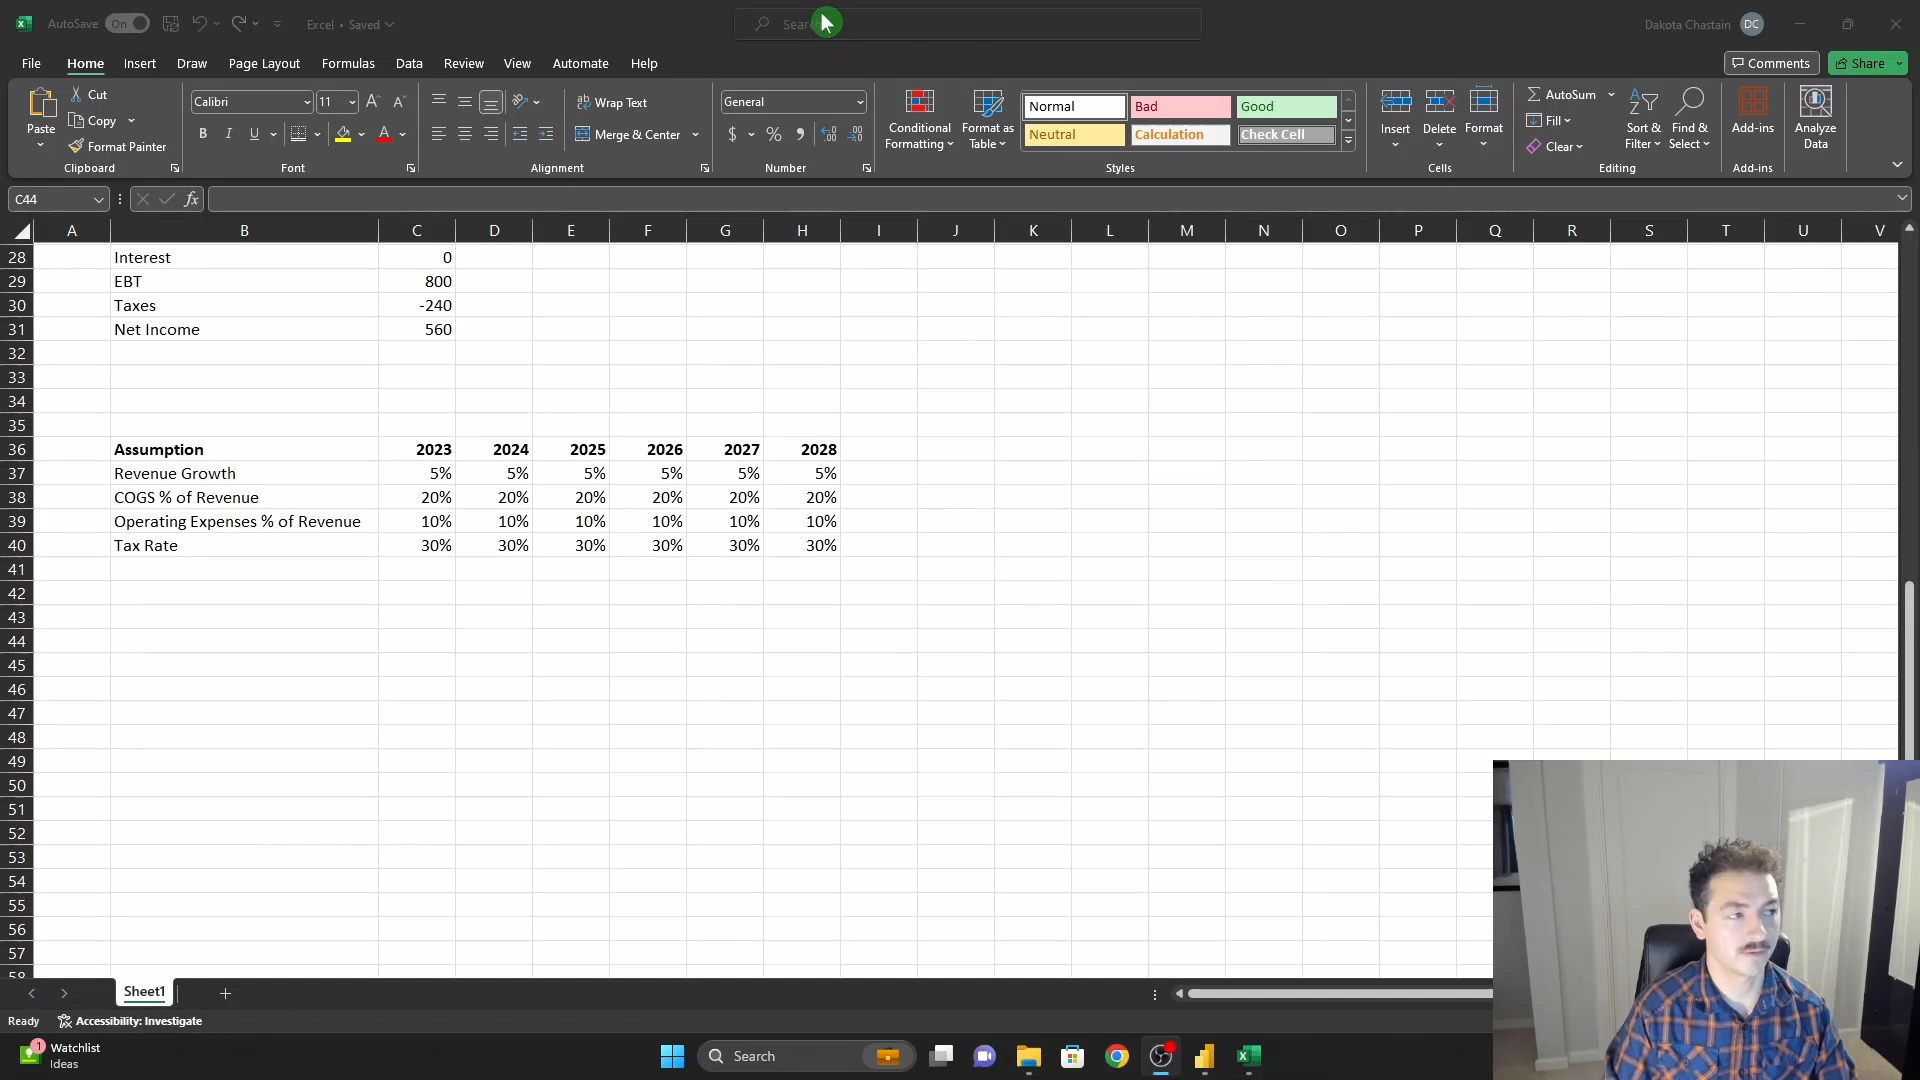 AutoSave On Excel • Saved Search Dakota Chastain DC
File Home Insert Draw Page Layout Formulas Data Review View Automate Help Comments Share
Paste Cut Copy Format Painter Clipboard
Calibri 11 B I U Font
Wrap Text Merge & Center Alignment
General $ % Number
Conditional Formatting Format as Table
Normal Bad Good
Neutral Calculation Check Cell
Styles
Insert Delete Format Cells
AutoSum Fill Clear Sort & Filter Find & Select Editing
Add-ins Add-ins
Analyze Data
C44 fx
A B C D E F G H I J K L M N O P Q R S T U V
28 Interest 0
29 EBT 800
30 Taxes -240
31 Net Income 560
32
33
34
35
36 Assumption 2023 2024 2025 2026 2027 2028
37 Revenue Growth 5% 5% 5% 5% 5% 5%
38 COGS % of Revenue 20% 20% 20% 20% 20% 20%
39 Operating Expenses % of Revenue 10% 10% 10% 10% 10% 10%
40 Tax Rate 30% 30% 30% 30% 30% 30%
41
42
43
44
45
46
47
48
49
50
51
52
53
54
55
56
57
58
Sheet1
Ready Accessibility: Investigate
1 Watchlist
Ideas
Search